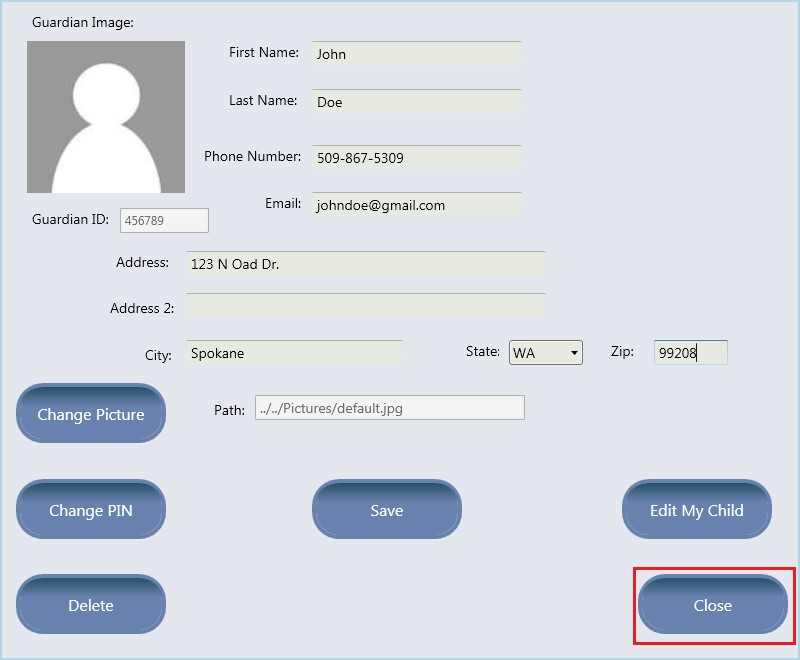 Guardian Image:
First Name: John
Last Name: Doe
Phone Number: 509-867-5309
Email: johndoe@gmail.com
Guardian ID: 456789
Address: 123 N Oad Dr.
Address 2:
City: Spokane State: WA Zip: 99208
Change Picture Path: ../../Pictures/default.jpg
Change PIN Save Edit My Child
Delete Close